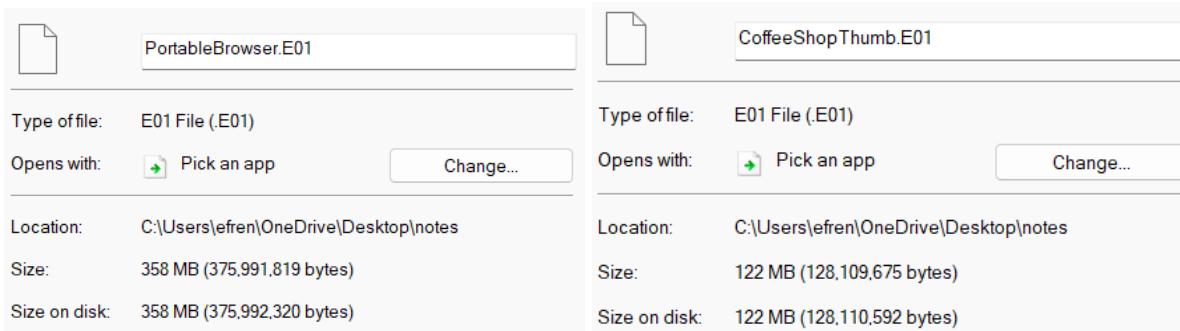 PortableBrowser.E01
Type of file: E01 File (.E01)
Opens with: Pick an app Change...
Location: C:\Users\efren\OneDrive\Desktop\notes
Size: 358 MB (375,991,819 bytes)
Size on disk: 358 MB (375,992,320 bytes)
CoffeeShopThumb.E01
Type of file: E01 File (.E01)
Opens with: Pick an app Change...
Location: C:\Users\efren\OneDrive\Desktop\notes
Size: 122 MB (128,109,675 bytes)
Size on disk: 122 MB (128,110,592 bytes)